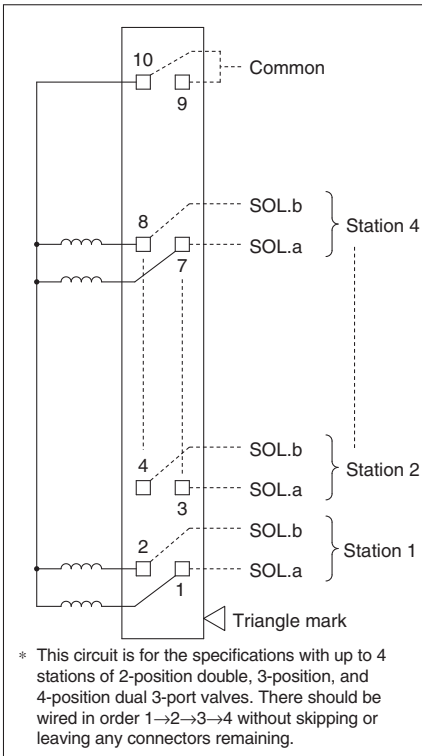 10
Common
9
8
SOL.b
Station 4
SOL.a
7
4
SOL.b
Station 2
SOL.a
3
2
SOL.b
Station 1
SOL.a
1
Triangle mark
* This circuit is for the specifications with up to 4
stations of 2-position double, 3-position, and
4-position dual 3-port valves. There should be
wired in order 1→2→3→4 without skipping or
leaving any connectors remaining.